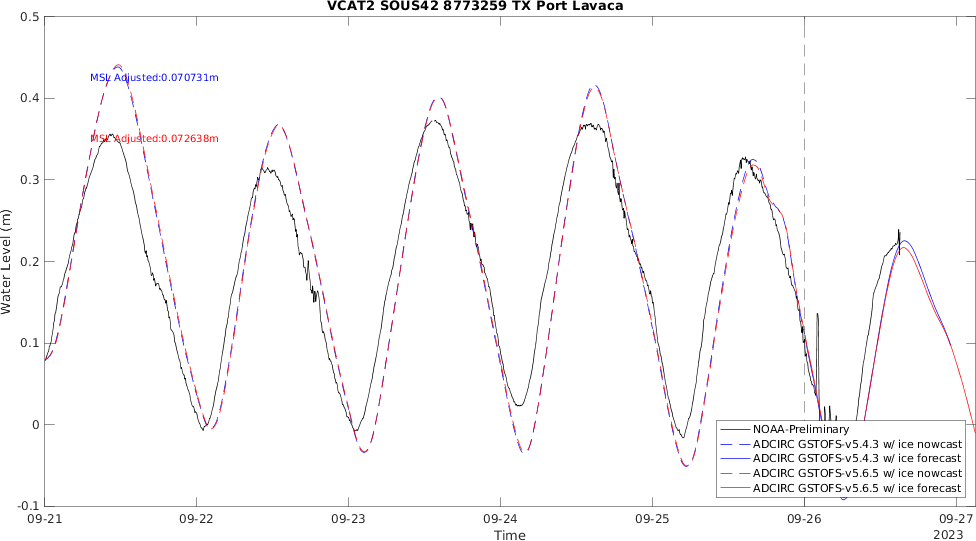 VCAT2 SOUS42 8773259 TX Port Lavaca
0.5
0.4
0.3
0.2
0.1
0
-0.1
Water Level (m)
MSL Adjusted:0.070731m
MSL Adjusted:0.072638m
NOAA-Preliminary
ADCIRC GSTOFS-v5.4.3 w/ ice nowcast
ADCIRC GSTOFS-v5.4.3 w/ ice forecast
ADCIRC GSTOFS-v5.6.5 w/ ice nowcast
ADCIRC GSTOFS-v5.6.5 w/ ice forecast
09-21 09-22 09-23 09-24 09-25 09-26 09-27
Time
2023